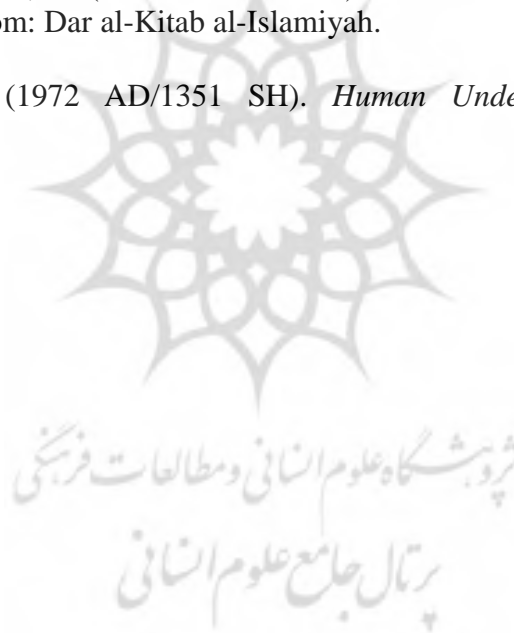 om: Dar al-Kitab al-Islamiyah.
(1972 AD/1351 SH). Human Unde
پژوهشگاه علوم انسانی و مطالعات فرهنگی
پرتال جامع علوم انسانی